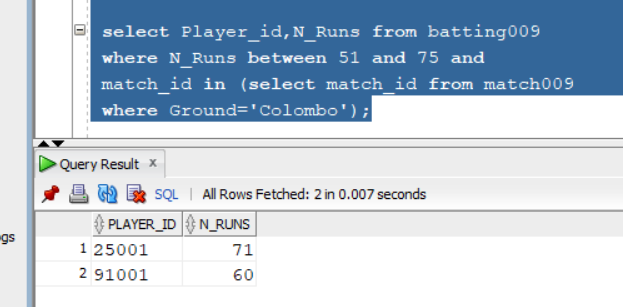 select Player_id,N_Runs from batting009
where N_Runs between 51 and 75 and
match_id in (select match_id from match009
where Ground='Colombo');
Query Result x
SQL | All Rows Fetched: 2 in 0.007 seconds
PLAYER_ID N_RUNS
1 25001 71
2 91001 60
gs